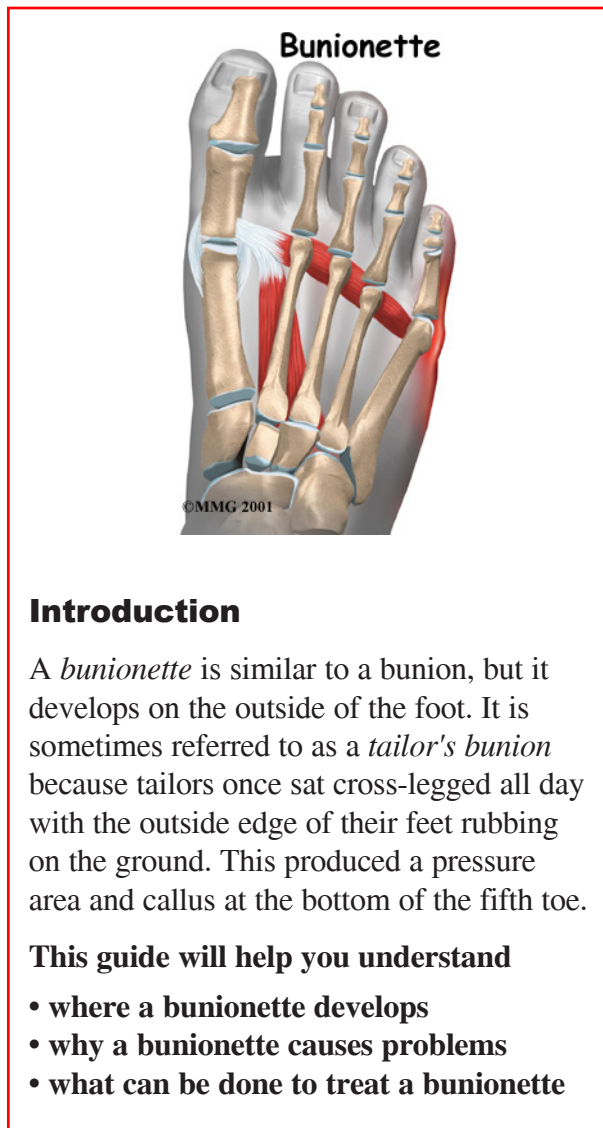 Bunionette
©MMG 2001
Introduction
A bunionette is similar to a bunion, but it
develops on the outside of the foot. It is
sometimes referred to as a tailor's bunion
because tailors once sat cross-legged all day
with the outside edge of their feet rubbing
on the ground. This produced a pressure
area and callus at the bottom of the fifth toe.
This guide will help you understand
• where a bunionette develops
• why a bunionette causes problems
• what can be done to treat a bunionette